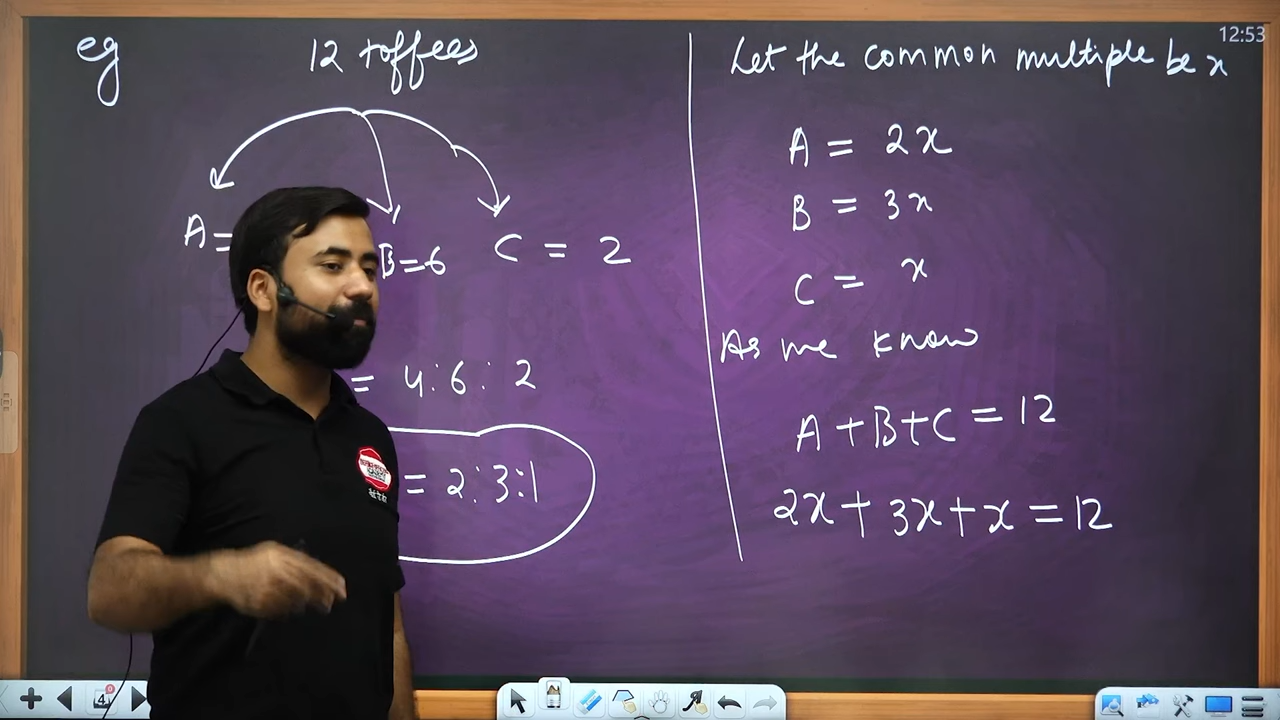 eg
12 toffees
A =
B = 6
C = 2
= 4 : 6 : 2
= 2 : 3 : 1
12:53
Let the common multiple be x
A = 2x
B = 3x
C = x
As we know
A + B + C = 12
2x + 3x + x = 12